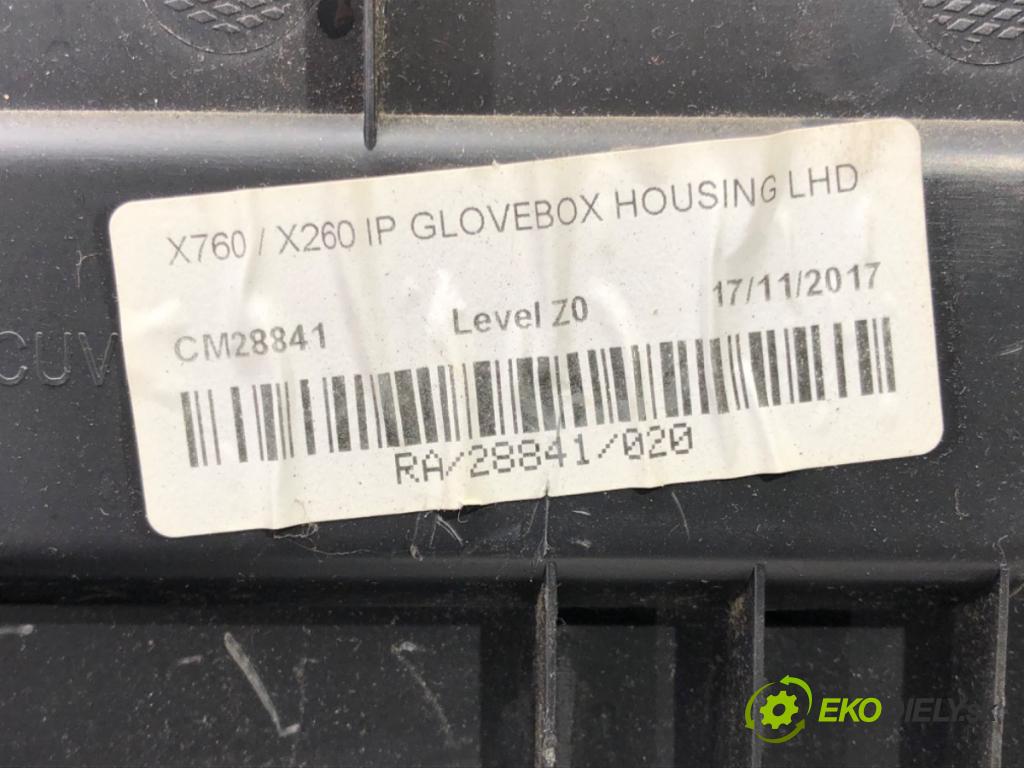 X760 / X260 IP GLOVEBOX HOUSING LHD
CM28841 Level Z0 17/11/2017
RA/28841/020
EKODIELY.s